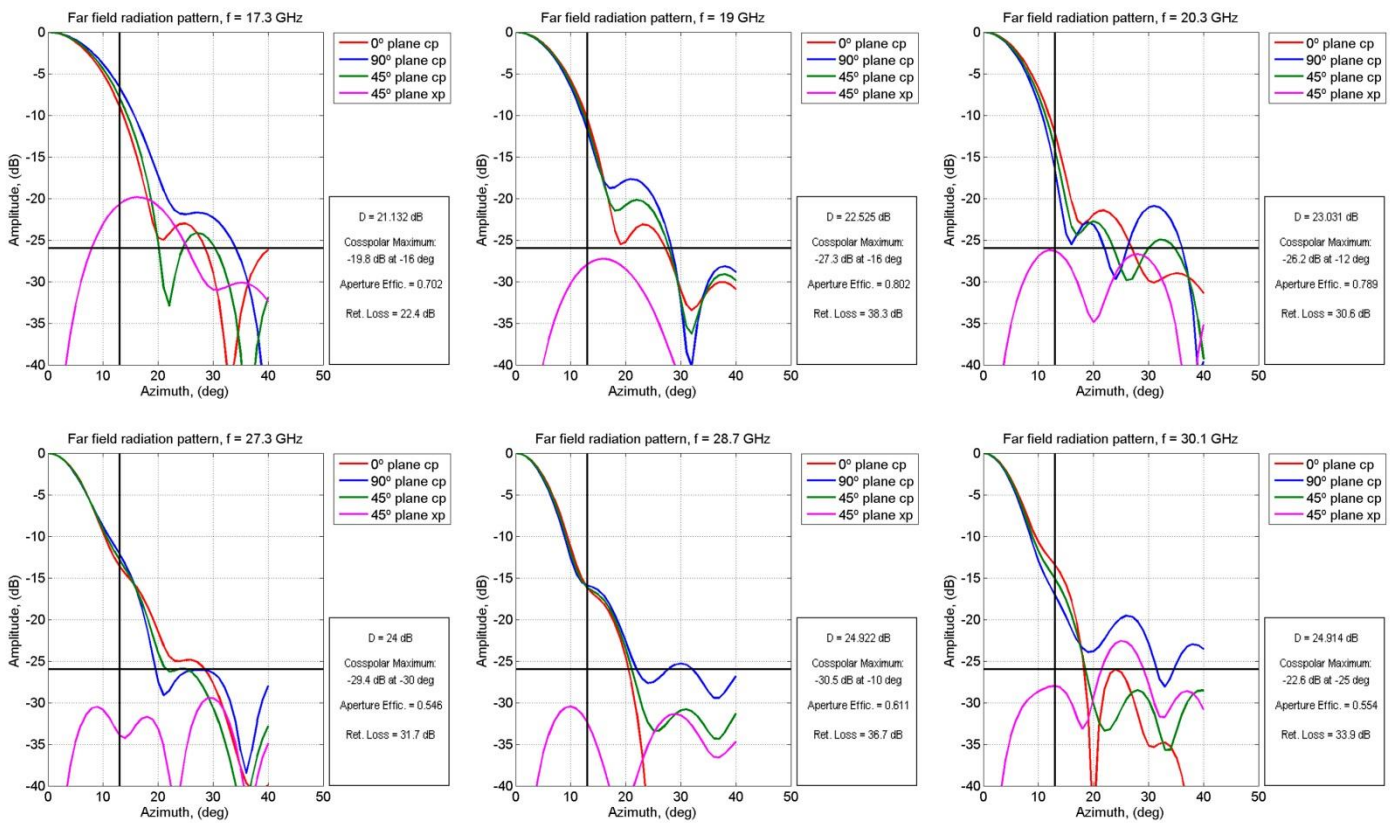 Far field radiation pattern, f = 17.3 GHz
0
-5
-10
-15
-20
-25
-30
-35
-40
Amplitude, (dB)
0 10 20 30 40 50
Azimuth, (deg)
0º plane cp
90º plane cp
45º plane cp
45º plane xp
D = 21.132 dB
Cosspolar Maximum:
-19.8 dB at -16 deg
Aperture Effic. = 0.702
Ret. Loss = 22.4 dB
Far field radiation pattern, f = 19 GHz
0
-5
-10
-15
-20
-25
-30
-35
-40
Amplitude, (dB)
0 10 20 30 40 50
Azimuth, (deg)
0º plane cp
90º plane cp
45º plane cp
45º plane xp
D = 22.525 dB
Cosspolar Maximum:
-27.3 dB at -16 deg
Aperture Effic. = 0.802
Ret. Loss = 38.3 dB
Far field radiation pattern, f = 20.3 GHz
0
-5
-10
-15
-20
-25
-30
-35
-40
Amplitude, (dB)
0 10 20 30 40 50
Azimuth, (deg)
0º plane cp
90º plane cp
45º plane cp
45º plane xp
D = 23.031 dB
Cosspolar Maximum:
-26.2 dB at -12 deg
Aperture Effic. = 0.789
Ret. Loss = 30.6 dB
Far field radiation pattern, f = 27.3 GHz
0
-5
-10
-15
-20
-25
-30
-35
-40
Amplitude, (dB)
0 10 20 30 40 50
Azimuth, (deg)
0º plane cp
90º plane cp
45º plane cp
45º plane xp
D = 24 dB
Cosspolar Maximum:
-29.4 dB at -30 deg
Aperture Effic. = 0.546
Ret. Loss = 31.7 dB
Far field radiation pattern, f = 28.7 GHz
0
-5
-10
-15
-20
-25
-30
-35
-40
Amplitude, (dB)
0 10 20 30 40 50
Azimuth, (deg)
0º plane cp
90º plane cp
45º plane cp
45º plane xp
D = 24.922 dB
Cosspolar Maximum:
-30.5 dB at -10 deg
Aperture Effic. = 0.611
Ret. Loss = 36.7 dB
Far field radiation pattern, f = 30.1 GHz
0
-5
-10
-15
-20
-25
-30
-35
-40
Amplitude, (dB)
0 10 20 30 40 50
Azimuth, (deg)
0º plane cp
90º plane cp
45º plane cp
45º plane xp
D = 24.914 dB
Cosspolar Maximum:
-22.6 dB at -25 deg
Aperture Effic. = 0.554
Ret. Loss = 33.9 dB